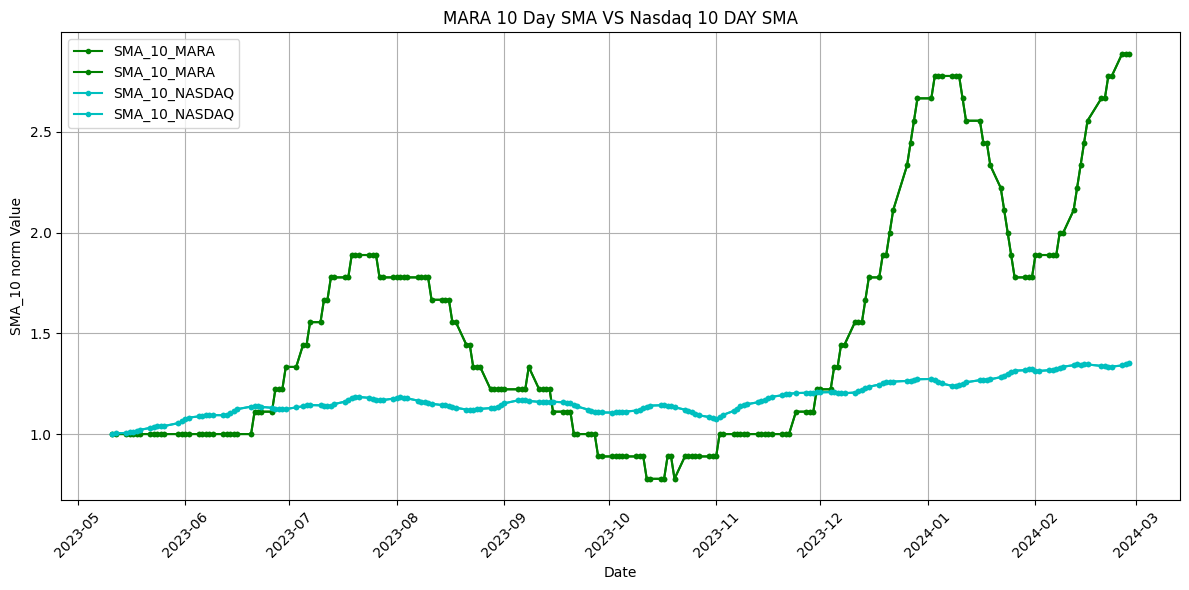 MARA 10 Day SMA VS Nasdaq 10 DAY SMA
SMA_10_MARA
SMA_10_MARA
SMA_10_NASDAQ
SMA_10_NASDAQ
SMA_10 norm Value
2.5
2.0
1.5
1.0
2023-05
2023-06
2023-07
2023-08
2023-09
2023-10
2023-11
2023-12
2024-01
2024-02
2024-03
Date